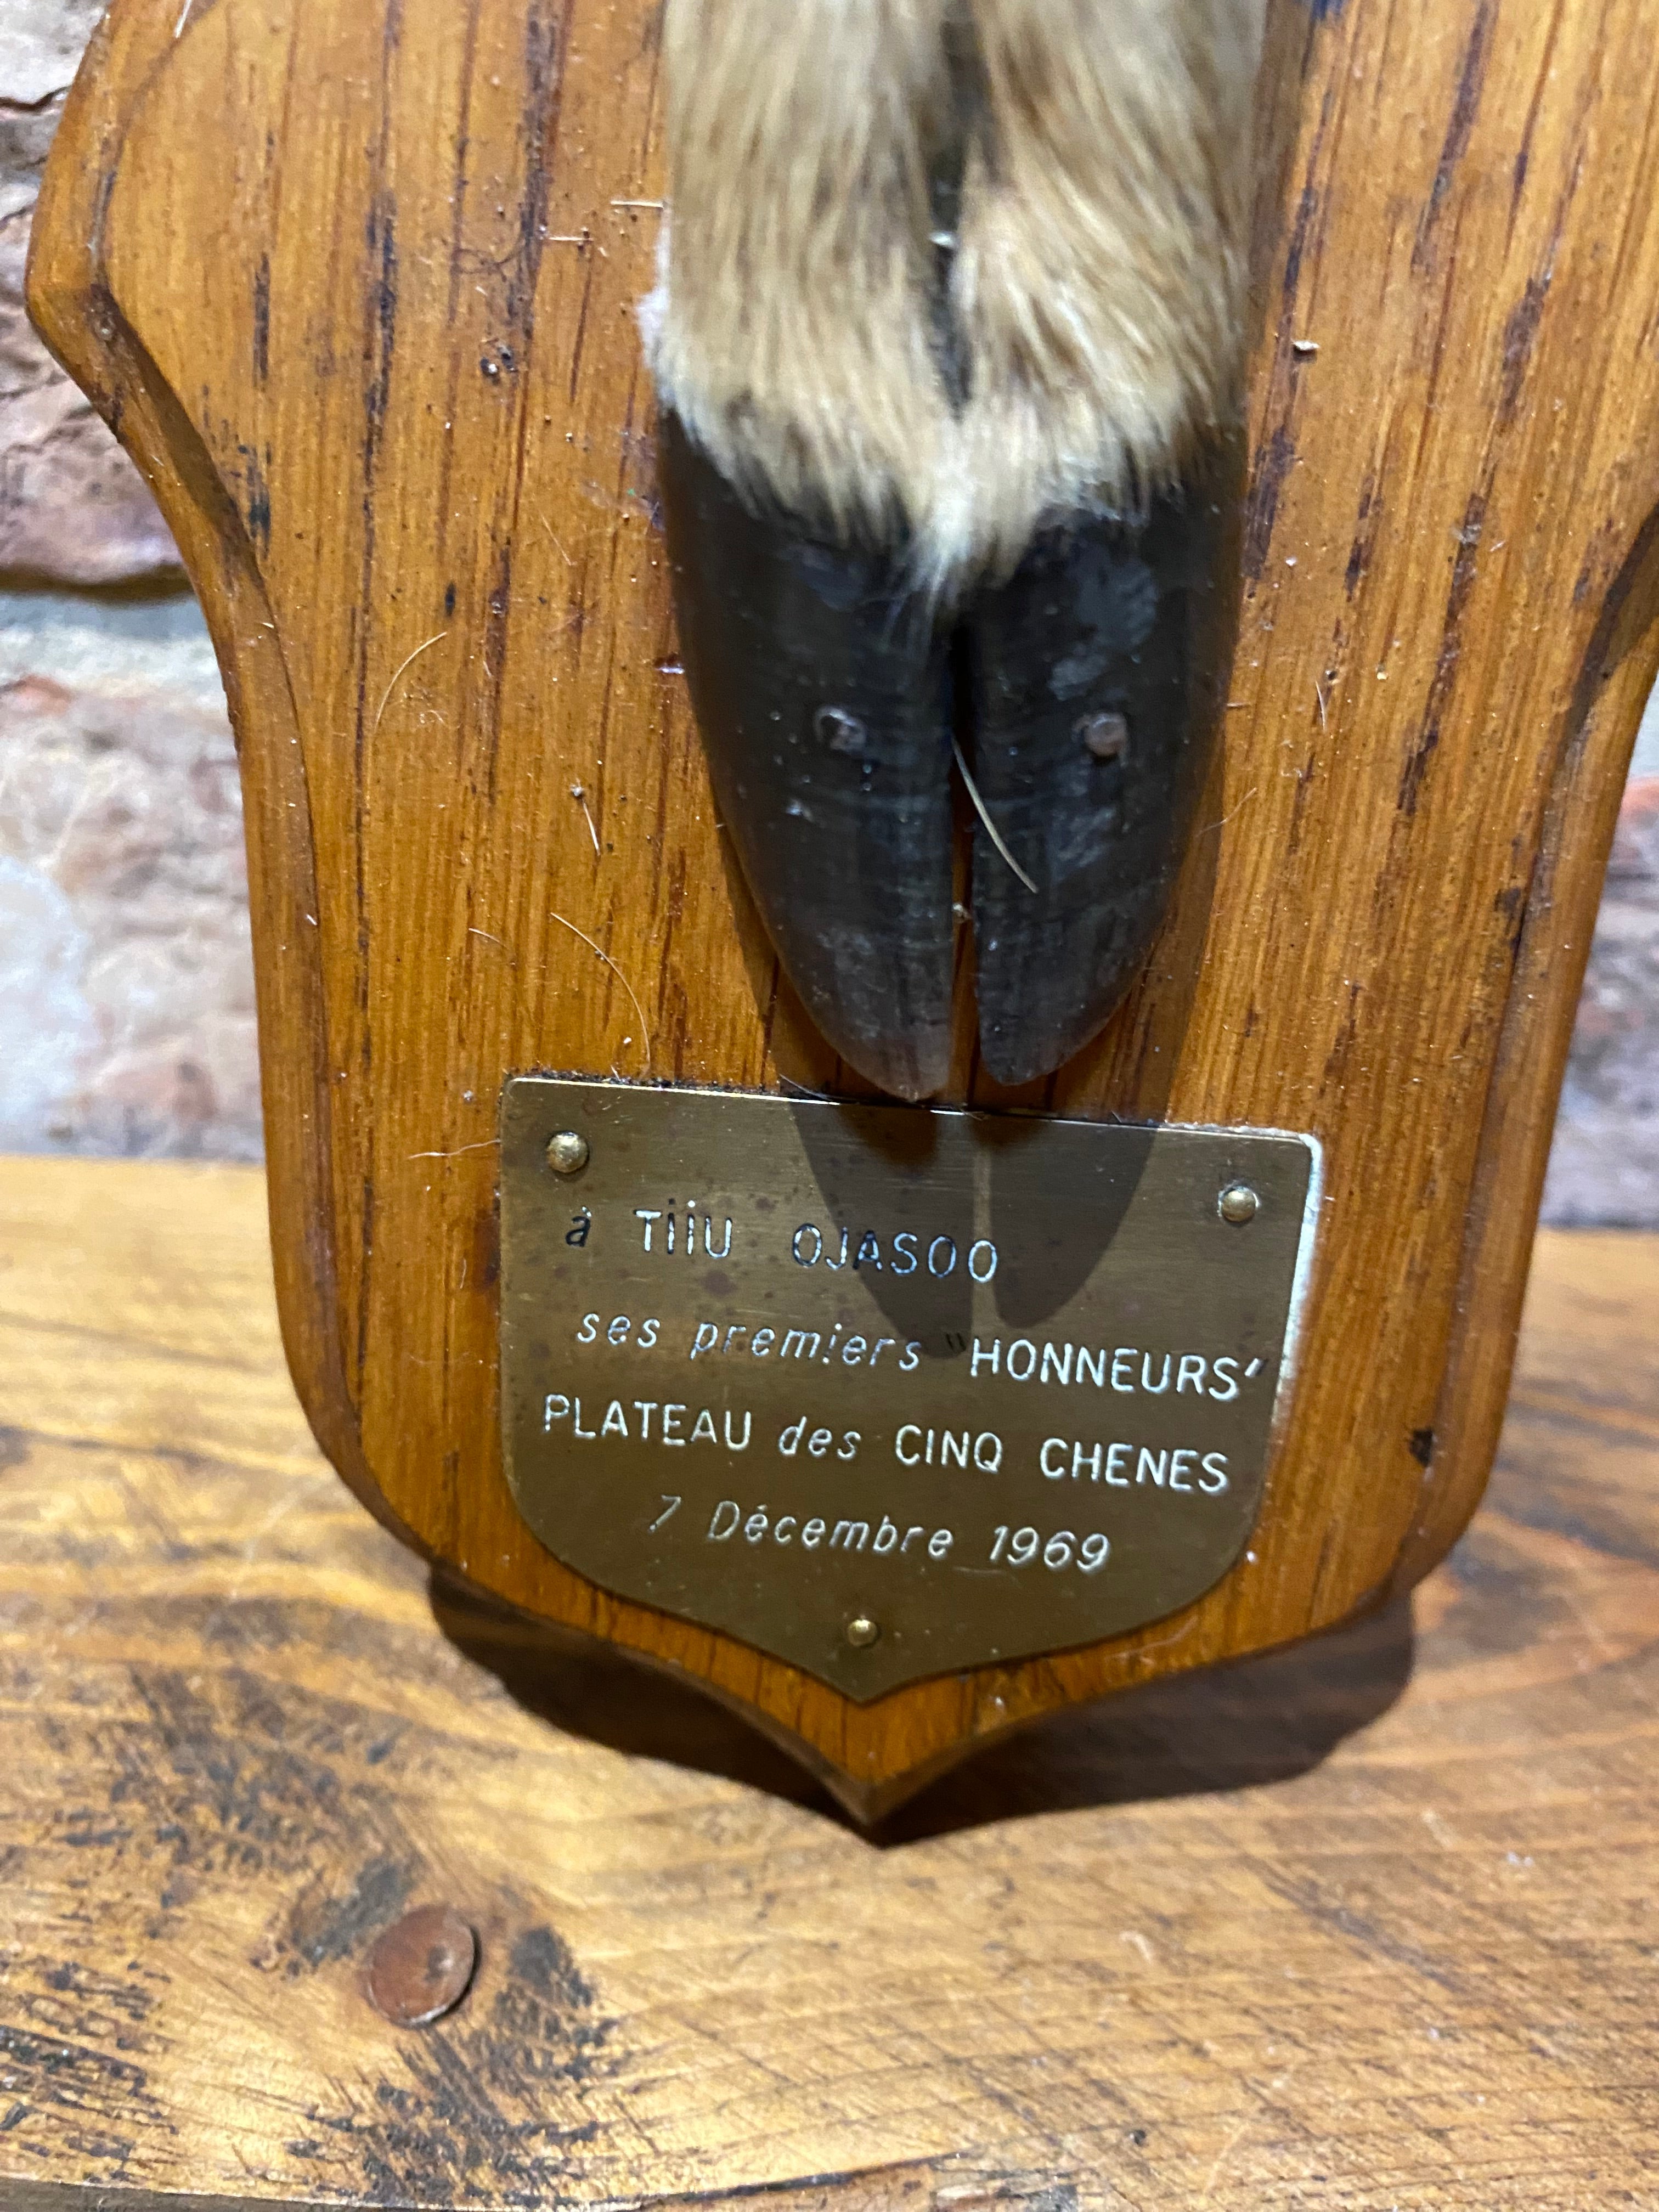 à TiiU OJASOO
ses premiers "HONNEURS"
PLATEAU des CINQ CHENES
7 Décembre 1969